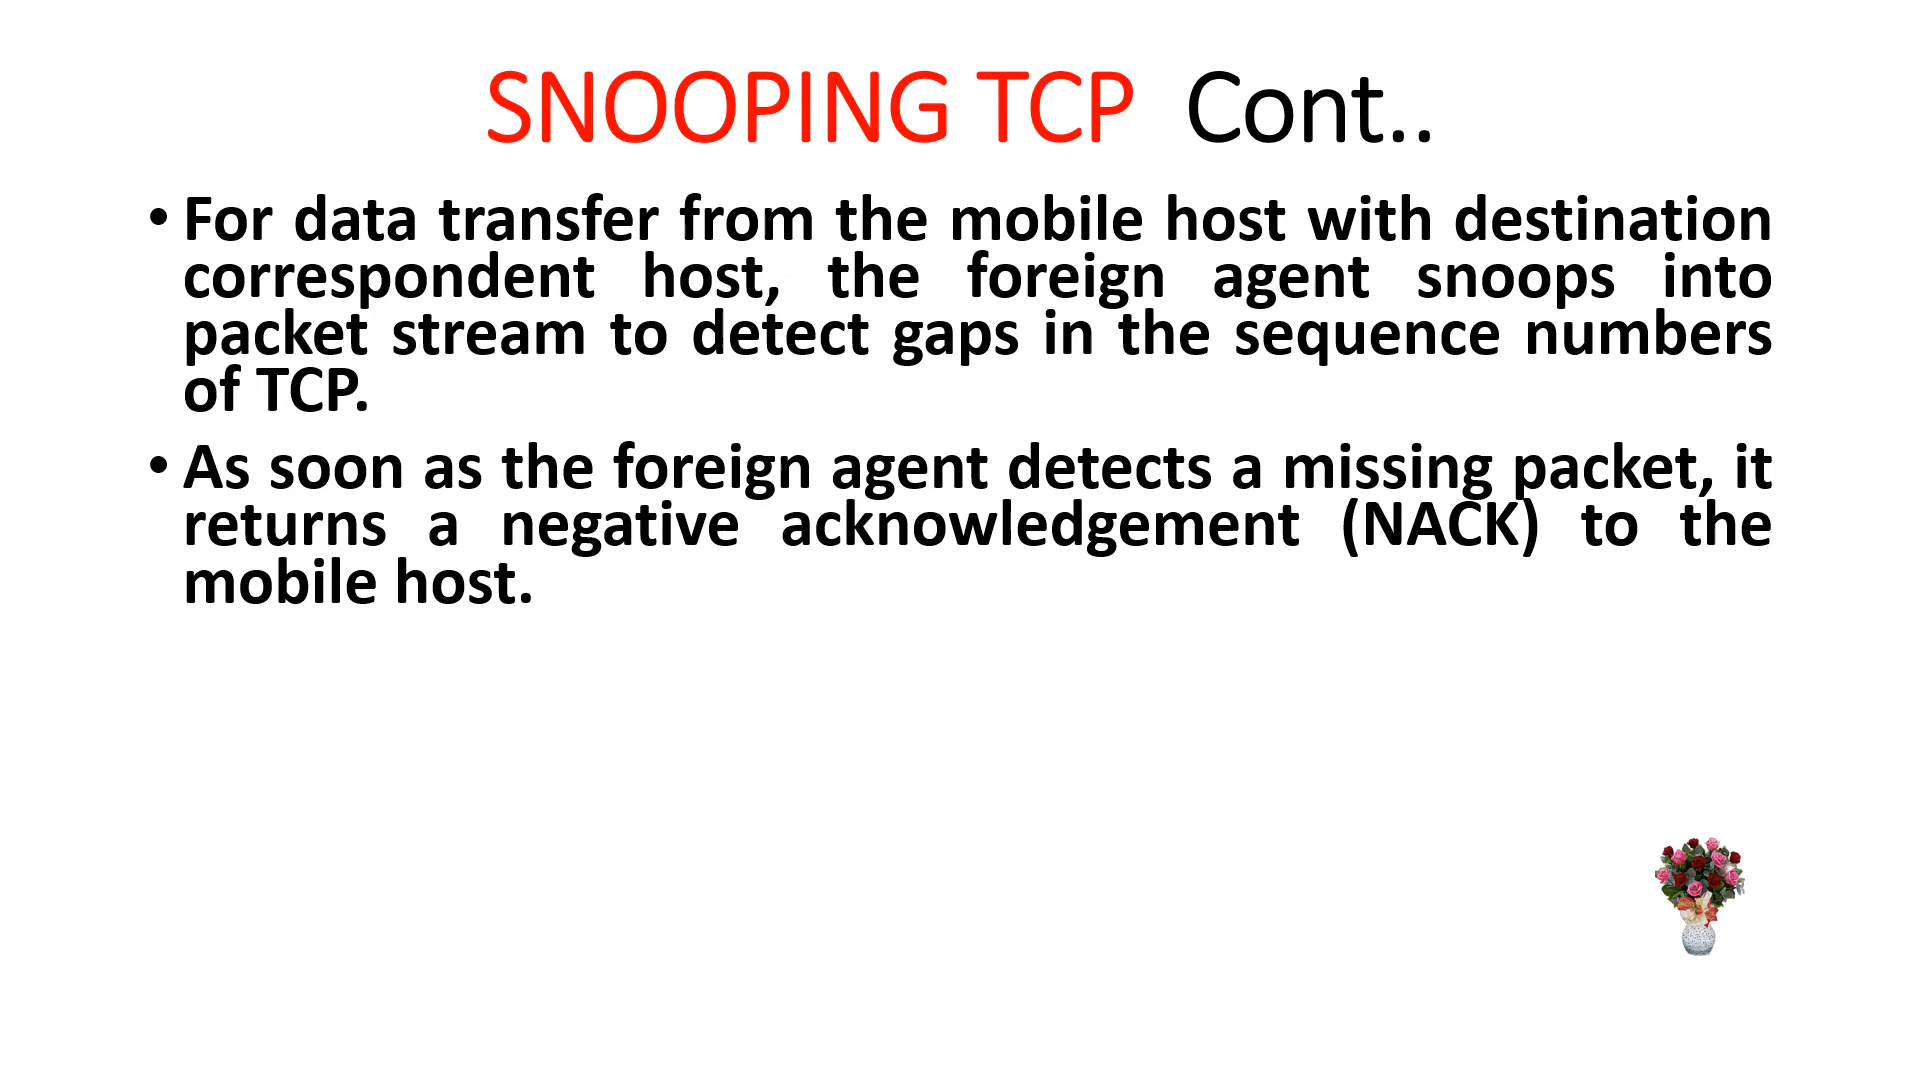 SNOOPING TCP Cont..
• For data transfer from the mobile host with destination
correspondent host, the foreign agent snoops into
packet stream to detect gaps in the sequence numbers
of TCP.
• As soon as the foreign agent detects a missing packet, it
returns a negative acknowledgement (NACK) to the
mobile host.